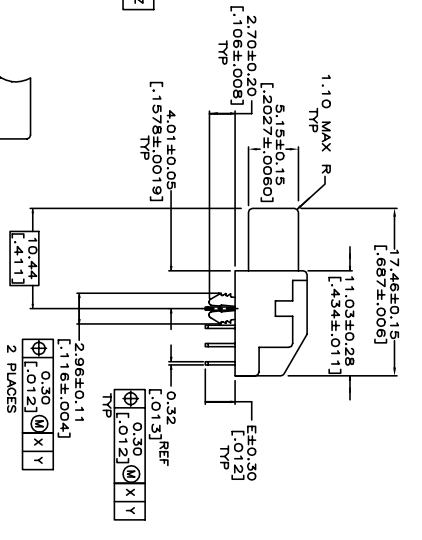 Z
2.70±0.20
[.106±.008]
TYP
1.10 MAX R
TYP
5.15±0.15
[.2027±.0060]
4.01±0.05
[.1578±.0019]
TYP
17.46±0.15
[.687±.006]
11.03±0.28
[.434±.011]
10.44
[.411]
2.96±0.11
[.116±.004]
⌖ 0.30 Ⓜ X Y
[.012]
2 PLACES
0.32
[.013] REF
⌖ 0.30 Ⓜ X Y
[.012]
TYP
E±0.30
[.012]
TYP